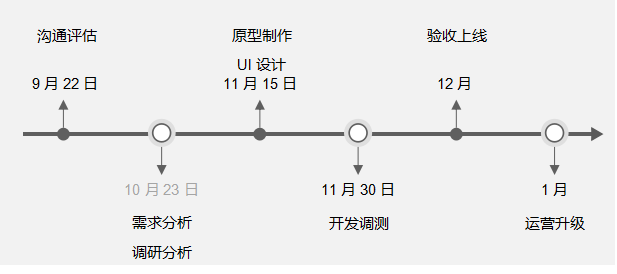 沟通评估
9 月 22 日
10 月 23 日
需求分析
调研分析
原型制作
UI 设计
11 月 15 日
11 月 30 日
开发调测
验收上线
12 月
1 月
运营升级